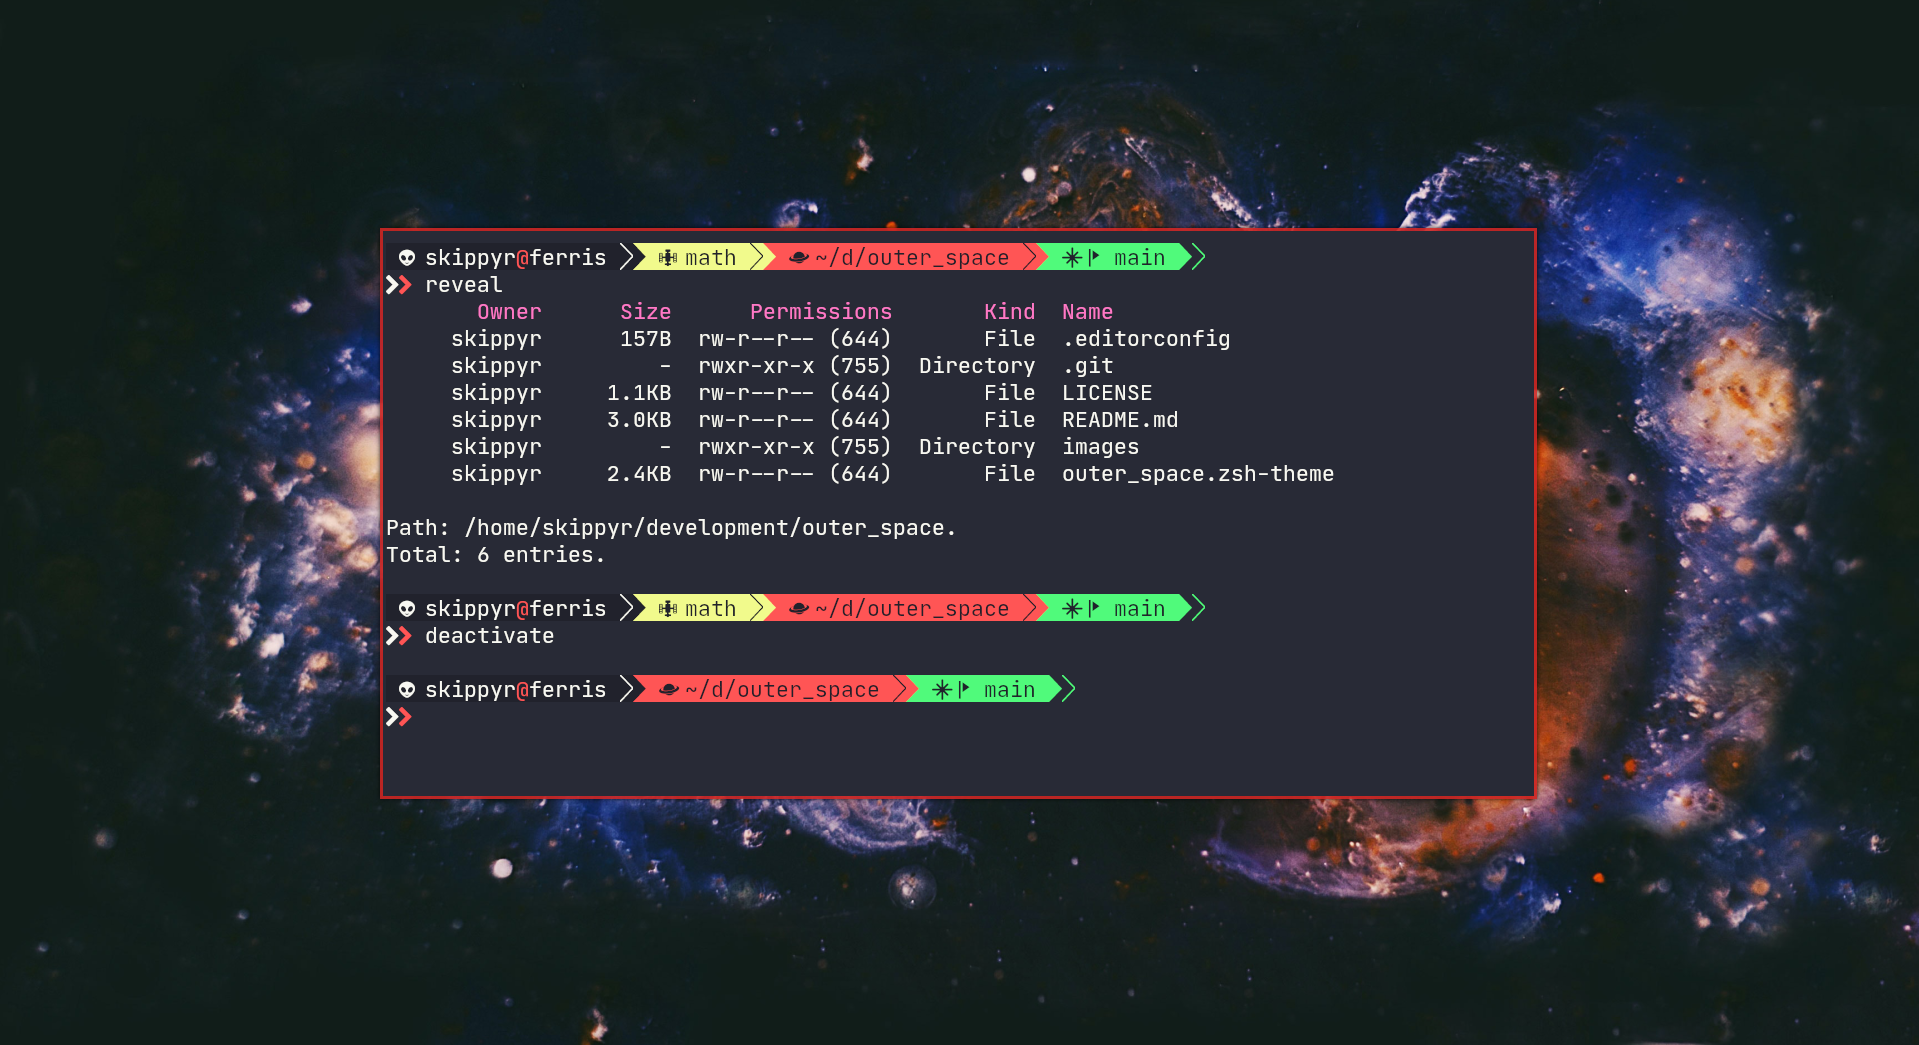 skippyr@ferris math ~/d/outer_space main
reveal
Owner Size Permissions Kind Name
skippyr 157B rw-r--r-- (644) File .editorconfig
skippyr - rwxr-xr-x (755) Directory .git
skippyr 1.1KB rw-r--r-- (644) File LICENSE
skippyr 3.0KB rw-r--r-- (644) File README.md
skippyr - rwxr-xr-x (755) Directory images
skippyr 2.4KB rw-r--r-- (644) File outer_space.zsh-theme
Path: /home/skippyr/development/outer_space.
Total: 6 entries.
skippyr@ferris math ~/d/outer_space main
deactivate
skippyr@ferris ~/d/outer_space main